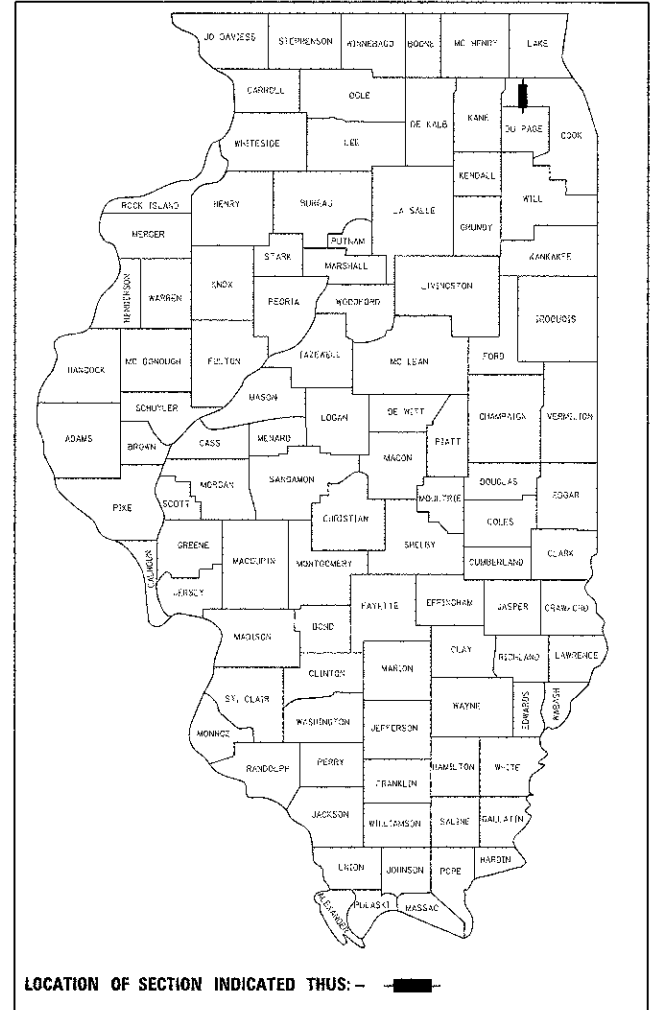 JO DAVIESS STEPHENSON WINNEBAGO BOONE MC HENRY LAKE
CARROLL OGLE DE KALB KANE DU PAGE COOK
WHITESIDE LEE
KENDALL WILL
ROCK ISLAND HENRY BUREAU LA SALLE GRUNDY
MERCER PUTNAM KANKAKEE
STARK MARSHALL
HENDERSON WARREN KNOX PEORIA WOODFORD LIVINGSTON IROQUOIS
HANCOCK MC DONOUGH FULTON TAZEWELL MC LEAN FORD
SCHUYLER MASON LOGAN DE WITT CHAMPAIGN VERMILION
ADAMS BROWN CASS MENARD MACON PIATT
PIKE SCOTT MORGAN SANGAMON MOULTRIE DOUGLAS EDGAR
CHRISTIAN COLES
CALHOUN GREENE MACOUPIN MONTGOMERY SHELBY CUMBERLAND CLARK
JERSEY FAYETTE EFFINGHAM JASPER CRAWFORD
MADISON BOND CLAY RICHLAND LAWRENCE
CLINTON MARION
ST. CLAIR WAYNE EDWARDS WABASH
MONROE WASHINGTON JEFFERSON
RANDOLPH PERRY HAMILTON WHITE
FRANKLIN
JACKSON WILLIAMSON SALINE GALLATIN
UNION JOHNSON POPE HARDIN
ALEXANDER PULASKI MASSAC
LOCATION OF SECTION INDICATED THUS: -